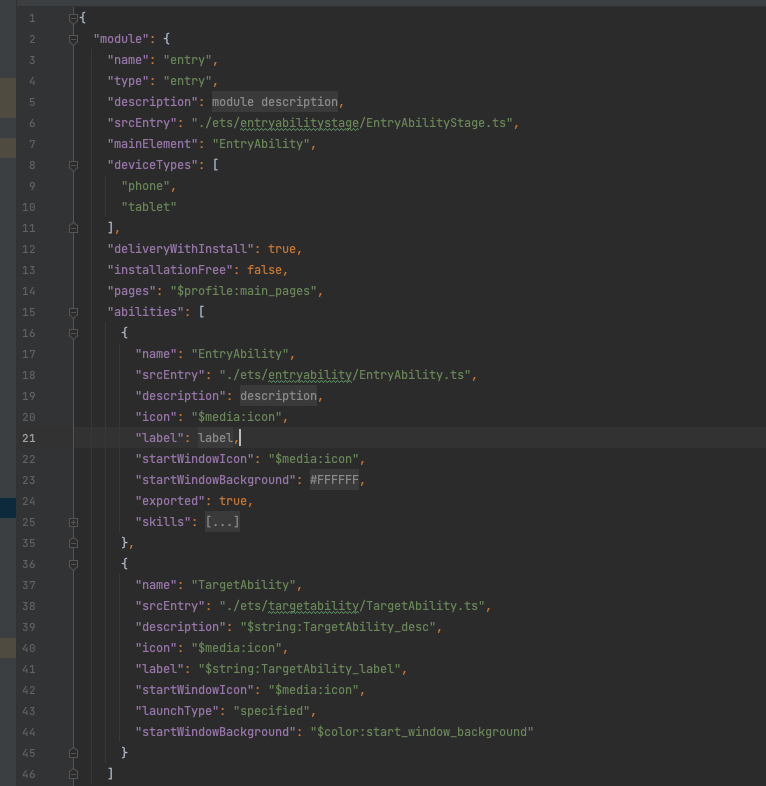 1 {
2 "module": {
3 "name": "entry",
4 "type": "entry",
5 "description": module description,
6 "srcEntry": "./ets/entryabilitystage/EntryAbilityStage.ts",
7 "mainElement": "EntryAbility",
8 "deviceTypes": [
9 "phone",
10 "tablet"
11 ],
12 "deliveryWithInstall": true,
13 "installationFree": false,
14 "pages": "$profile:main_pages",
15 "abilities": [
16 {
17 "name": "EntryAbility",
18 "srcEntry": "./ets/entryability/EntryAbility.ts",
19 "description": description,
20 "icon": "$media:icon",
21 "label": label,
22 "startWindowIcon": "$media:icon",
23 "startWindowBackground": #FFFFFF,
24 "exported": true,
25 "skills": [...]
35 },
36 {
37 "name": "TargetAbility",
38 "srcEntry": "./ets/targetability/TargetAbility.ts",
39 "description": "$string:TargetAbility_desc",
40 "icon": "$media:icon",
41 "label": "$string:TargetAbility_label",
42 "startWindowIcon": "$media:icon",
43 "launchType": "specified",
44 "startWindowBackground": "$color:start_window_background"
45 }
46 ]